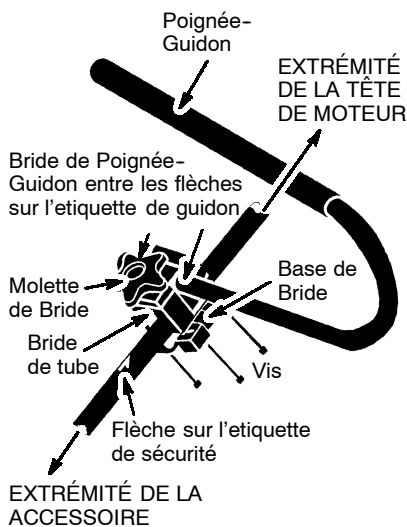 Poignée-
Guidon
EXTRÉMITÉ
DE LA TÊTE
DE MOTEUR
Bride de Poignée-
Guidon entre les flèches
sur l'etiquette de guidon
Molette
de Bride
Base de
Bride
Bride
de tube
Vis
Flèche sur l'etiquette
de sécurité
EXTRÉMITÉ DE LA
ACCESSOIRE